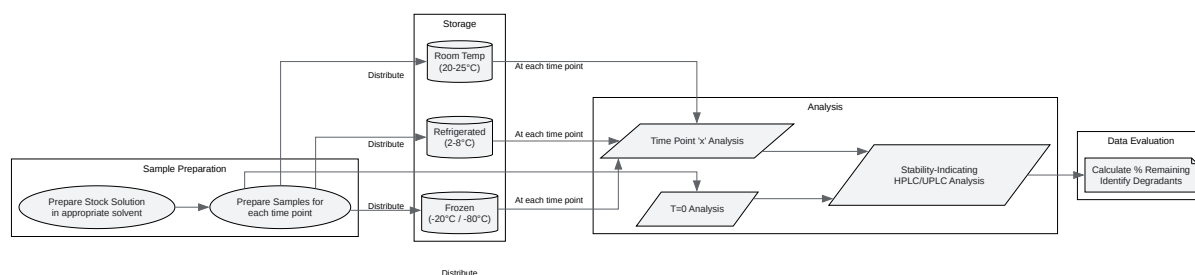 Sample Preparation
Prepare Stock Solution
in appropriate solvent
Prepare Samples for
each time point
Distribute
Distribute
Distribute
Distribute
Storage
Room Temp
(20-25°C)
Refrigerated
(2-8°C)
Frozen
(-20°C / -80°C)
At each time point
At each time point
At each time point
Analysis
Time Point 'x' Analysis
T=0 Analysis
Stability-Indicating
HPLC/UPLC Analysis
Data Evaluation
Calculate % Remaining
Identify Degradants